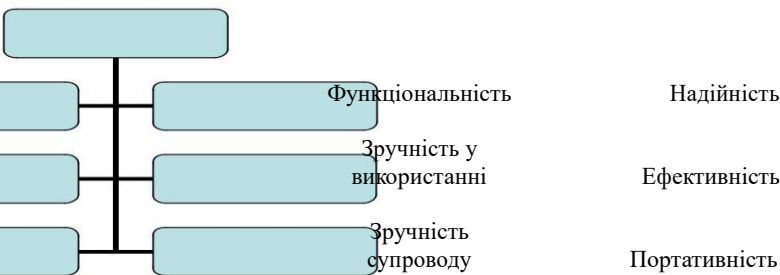 Функціональність Надійність
Зручність у
використанні Ефективність
Зручність
супроводу Портативність